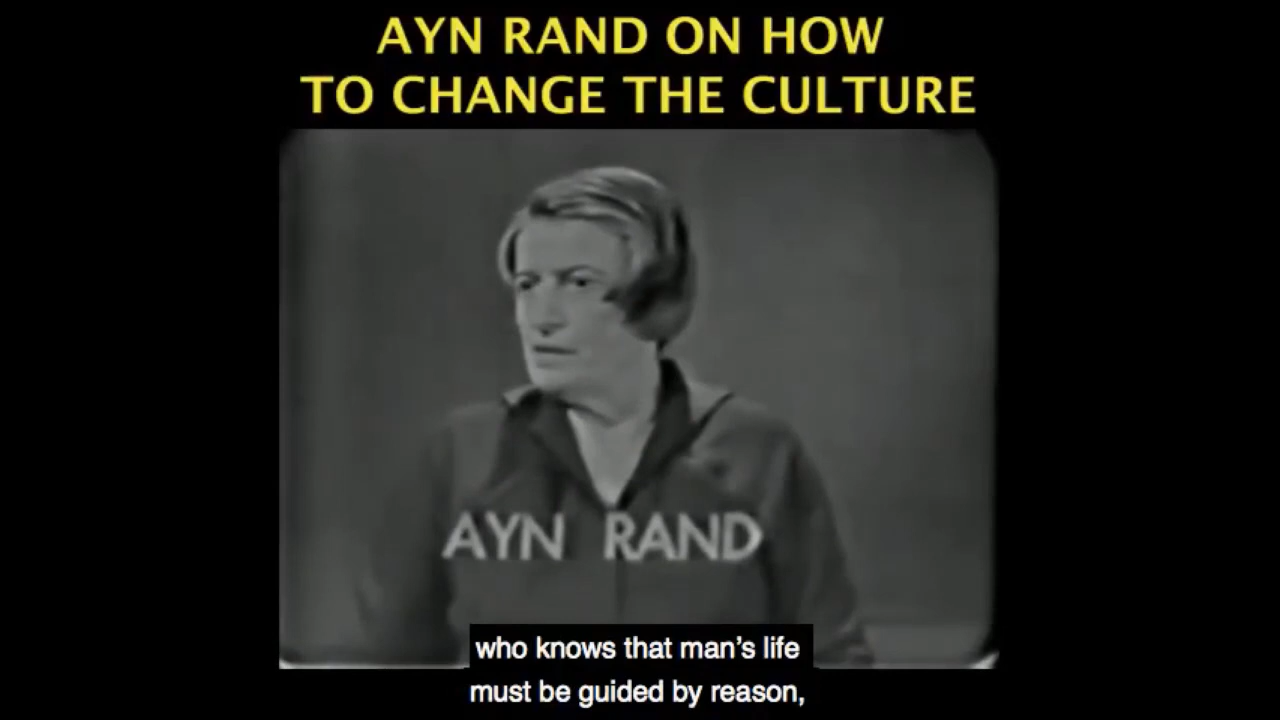 AYN RAND ON HOW
TO CHANGE THE CULTURE
AYN RAND
who knows that man's life
must be guided by reason,